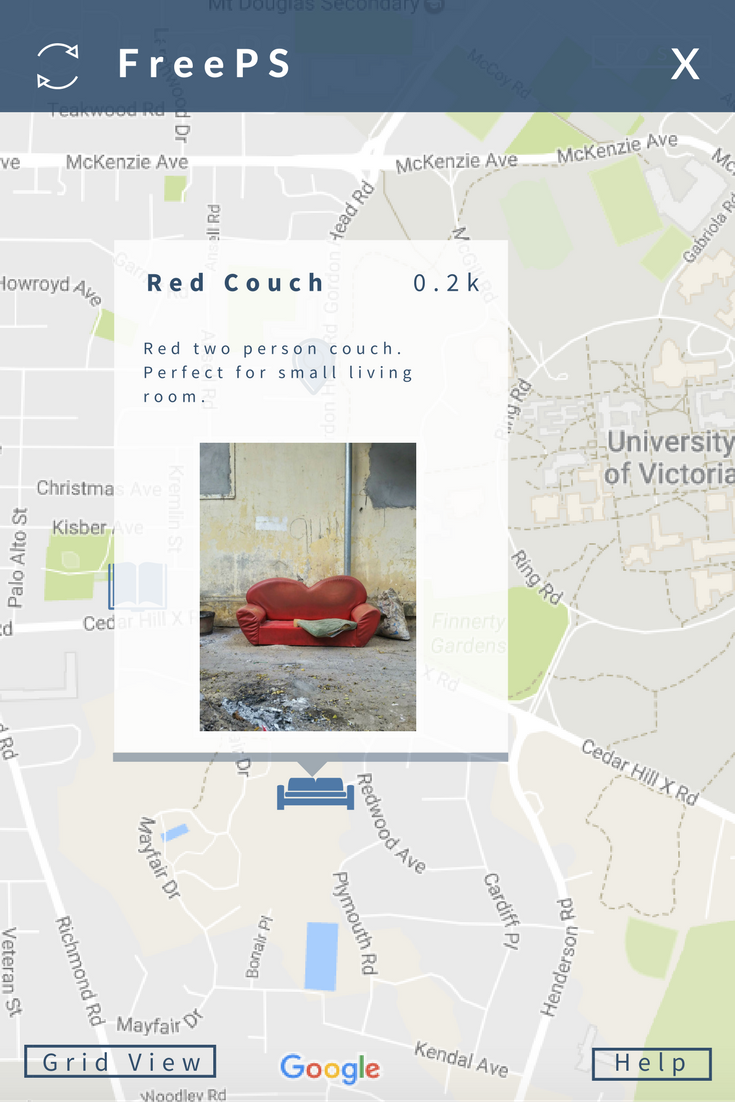 Mt Douglas Secondary
FreePS
X
McCoy Rd
Teakwood Rd
McKenzie Ave
McKenzie Ave
McKenzie Ave
Gabriola Rd
Howroyd Ave
Red Couch
0.2k
Red two person couch.
Perfect for small living
room.
Ring Rd
University
of Victoria
Christmas Ave
Kremlin St
Kisber Ave
Palo Alto St
Ring Rd
Cedar Hill X R
Finnerty
Gardens
X Rd
Cedar Hill X Rd
Redwood Ave
Mayfair Dr
Plymouth Rd
Cardiff Pl
Henderson Rd
Bonair Pl
Richmond Rd
Veteran St
Mayfair Dr
Kendal Ave
Grid View
Google
Help
Woodley Rd